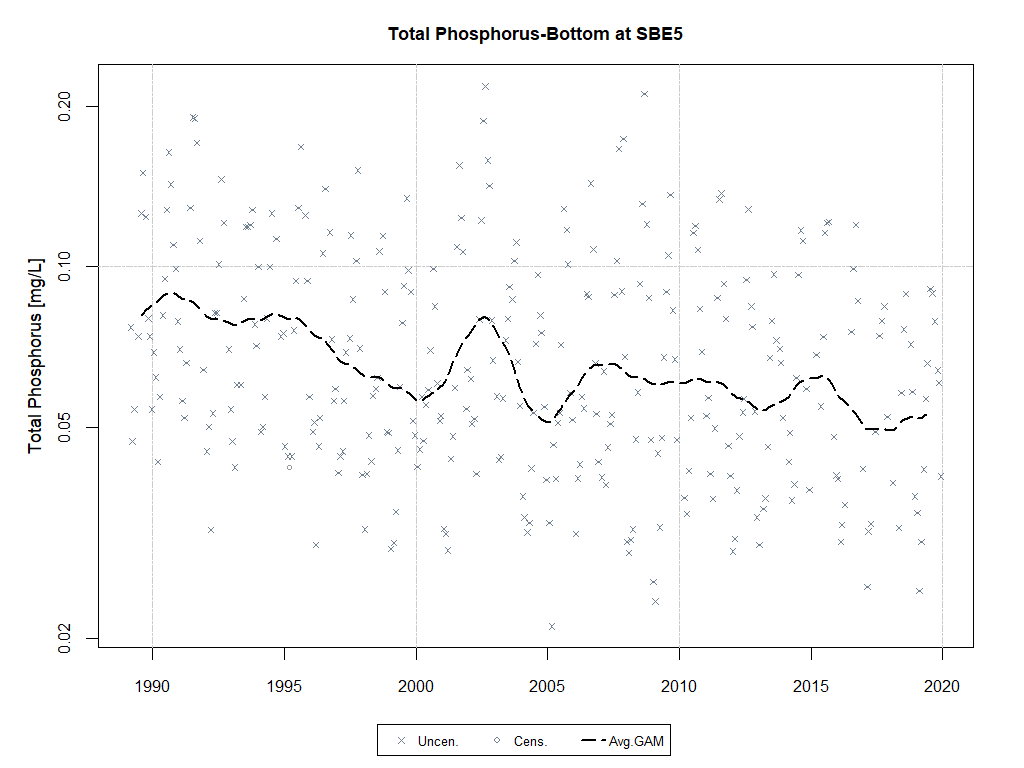 Total Phosphorus-Bottom at SBE5
Total Phosphorus [mg/L]
0.20
0.10
0.05
0.02
1990 1995 2000 2005 2010 2015 2020
Uncen. Cens. Avg.GAM